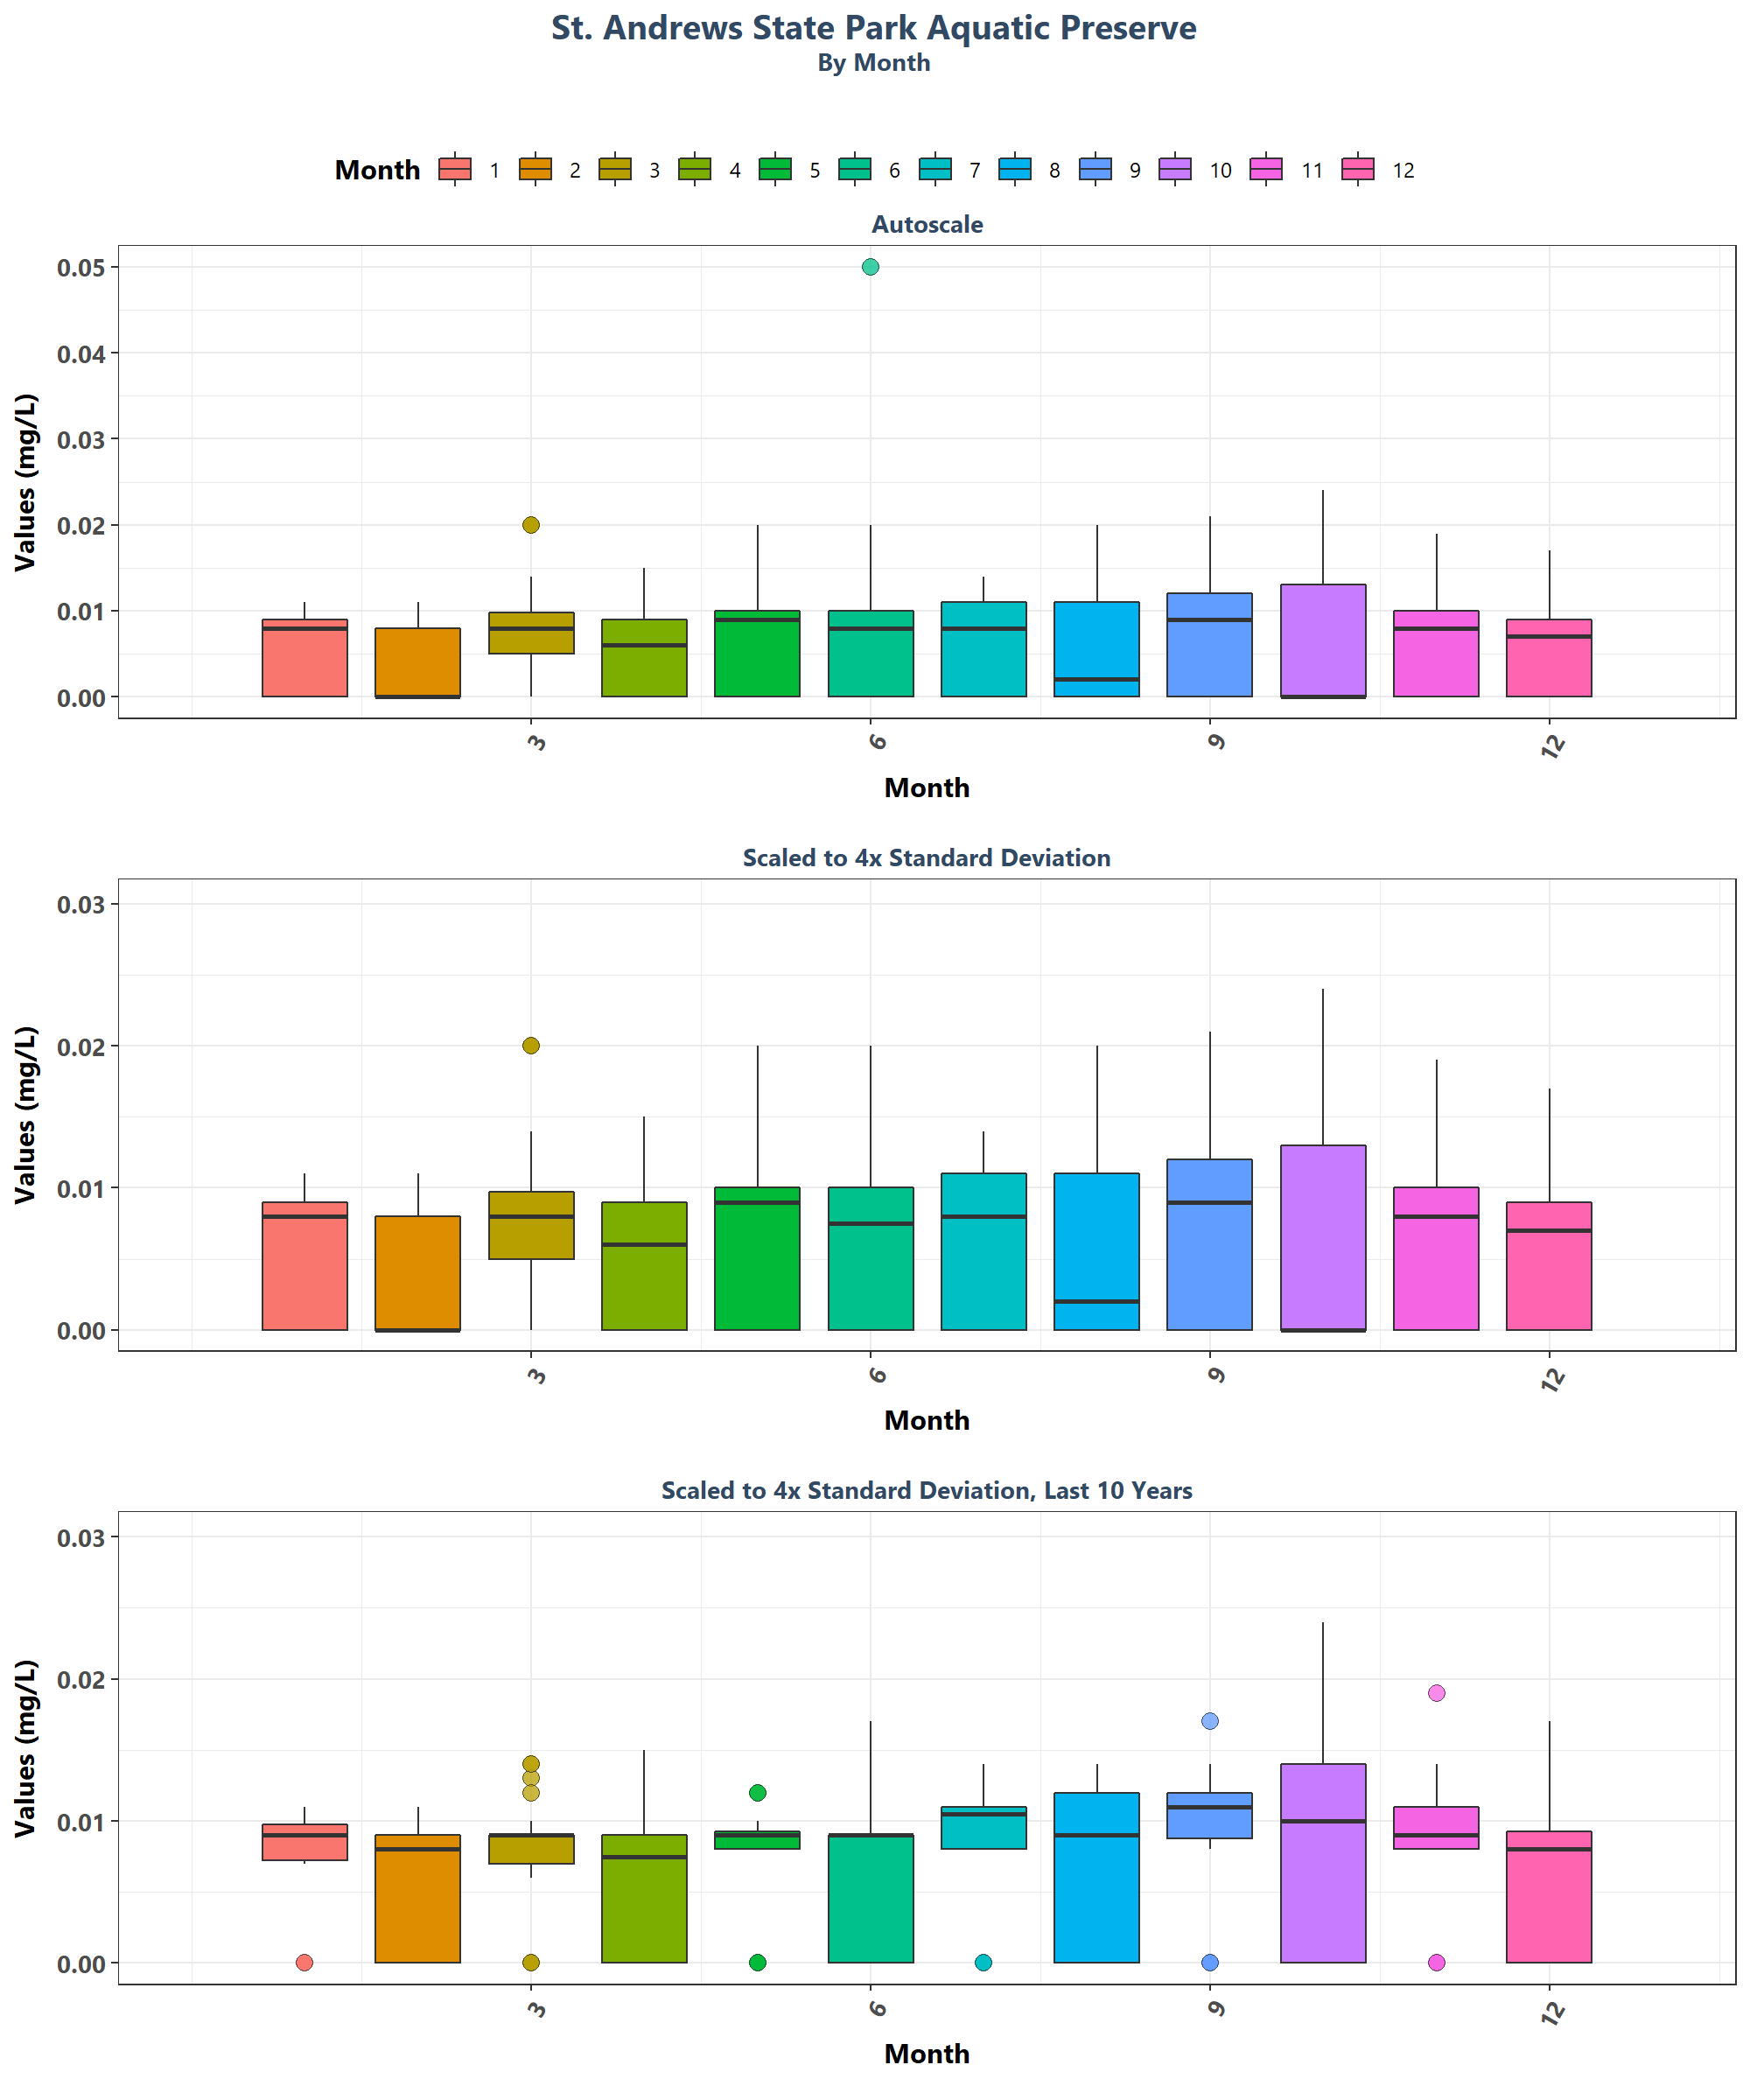 St. Andrews State Park Aquatic Preserve
By Month
Month 1 2 3 4 5 6 7 8 9 10 11 12
Autoscale
Values (mg/L)
0.05
0.04
0.03
0.02
0.01
0.00
3 6 9 12
Month
Scaled to 4x Standard Deviation
Values (mg/L)
0.03
0.02
0.01
0.00
3 6 9 12
Month
Scaled to 4x Standard Deviation, Last 10 Years
Values (mg/L)
0.03
0.02
0.01
0.00
3 6 9 12
Month